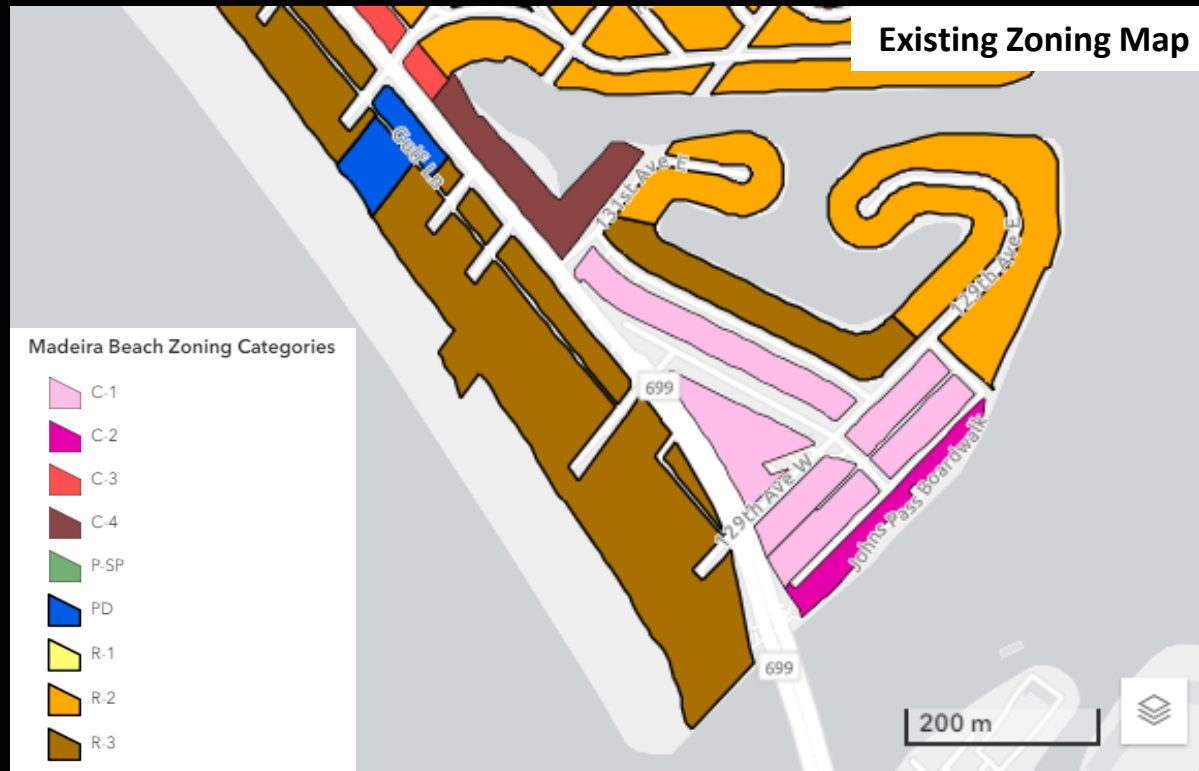 Existing Zoning Map
Gulf Ln
131st Ave E
129th Ave E
699
129th Ave W
Johns Pass Boardwalk
699
200 m
Madeira Beach Zoning Categories
C-1
C-2
C-3
C-4
P-SP
PD
R-1
R-2
R-3